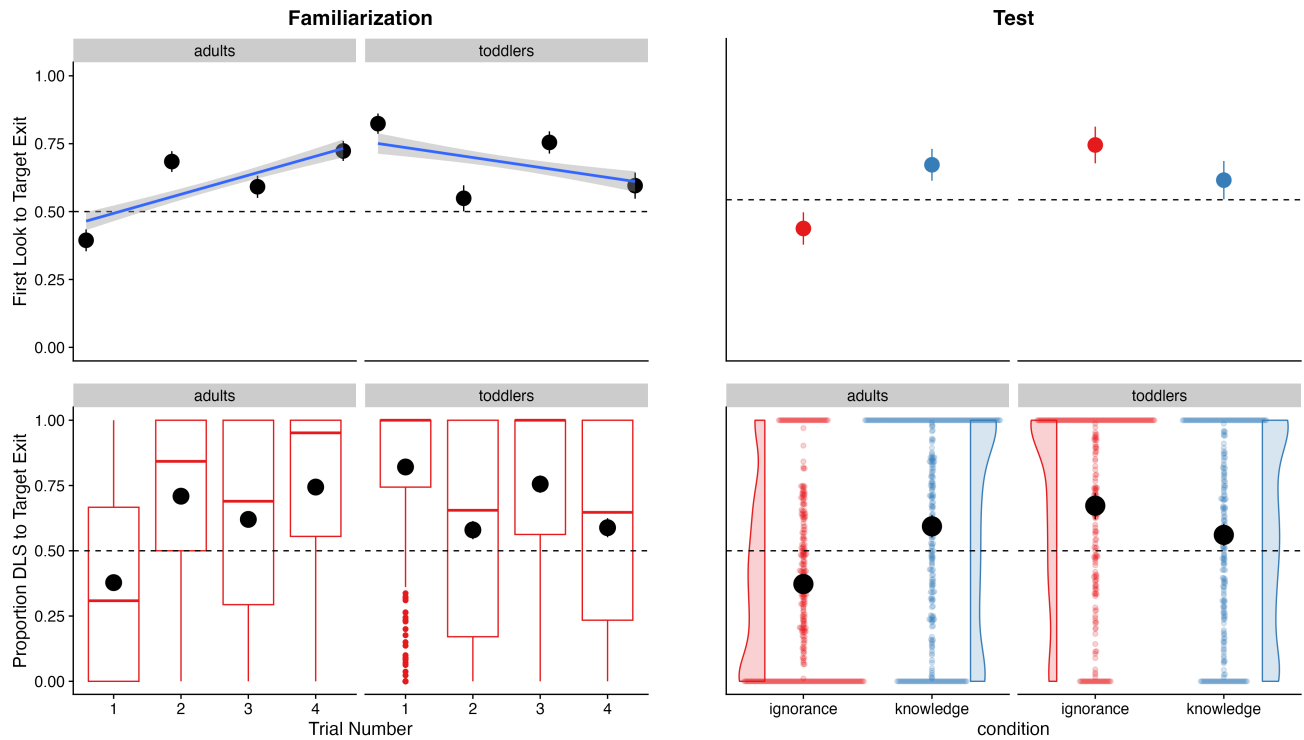 Familiarization
Test
adults
toddlers
First Look to Target Exit
1.00
0.75
0.50
0.25
0.00
adults
toddlers
adults
toddlers
Proportion DLS to Target Exit
1.00
0.75
0.50
0.25
0.00
1 2 3 4 1 2 3 4
Trial Number
ignorance knowledge ignorance knowledge
condition